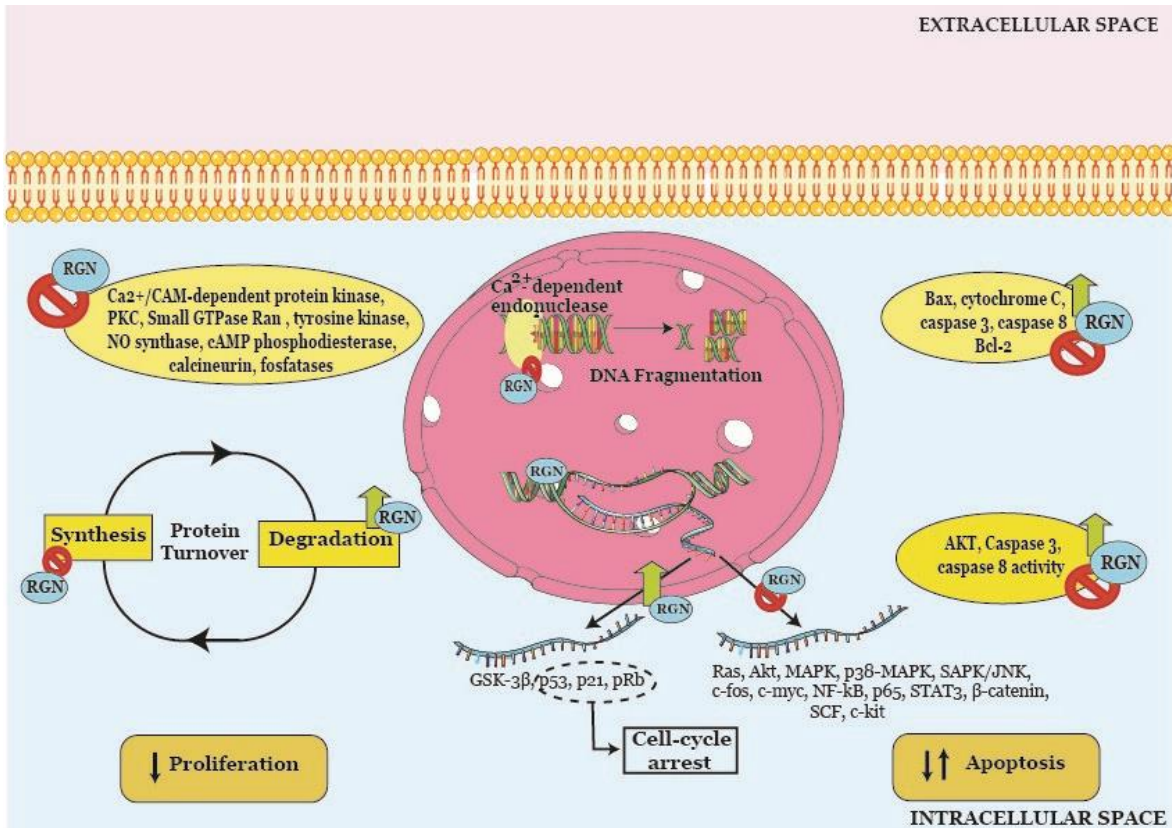 EXTRACELLULAR SPACE
RGN
Ca2+/CAM-dependent protein kinase,
PKC, Small GTPase Ran , tyrosine kinase,
NO synthase, cAMP phosphodiesterase,
calcineurin, fosfatases
Ca2+-dependent
endonuclease
RGN
DNA Fragmentation
Bax, cytochrome C,
caspase 3, caspase 8
Bcl-2
RGN
Synthesis
RGN
Protein
Turnover
Degradation
RGN
RGN
RGN
RGN
AKT, Caspase 3,
caspase 8 activity
RGN
GSK-3β, p53, p21, pRb
Cell-cycle
arrest
Ras, Akt, MAPK, p38-MAPK, SAPK/JNK,
c-fos, c-myc, NF-kB, p65, STAT3, β-catenin,
SCF, c-kit
↓ Proliferation
↓↑ Apoptosis
INTRACELLULAR SPACE